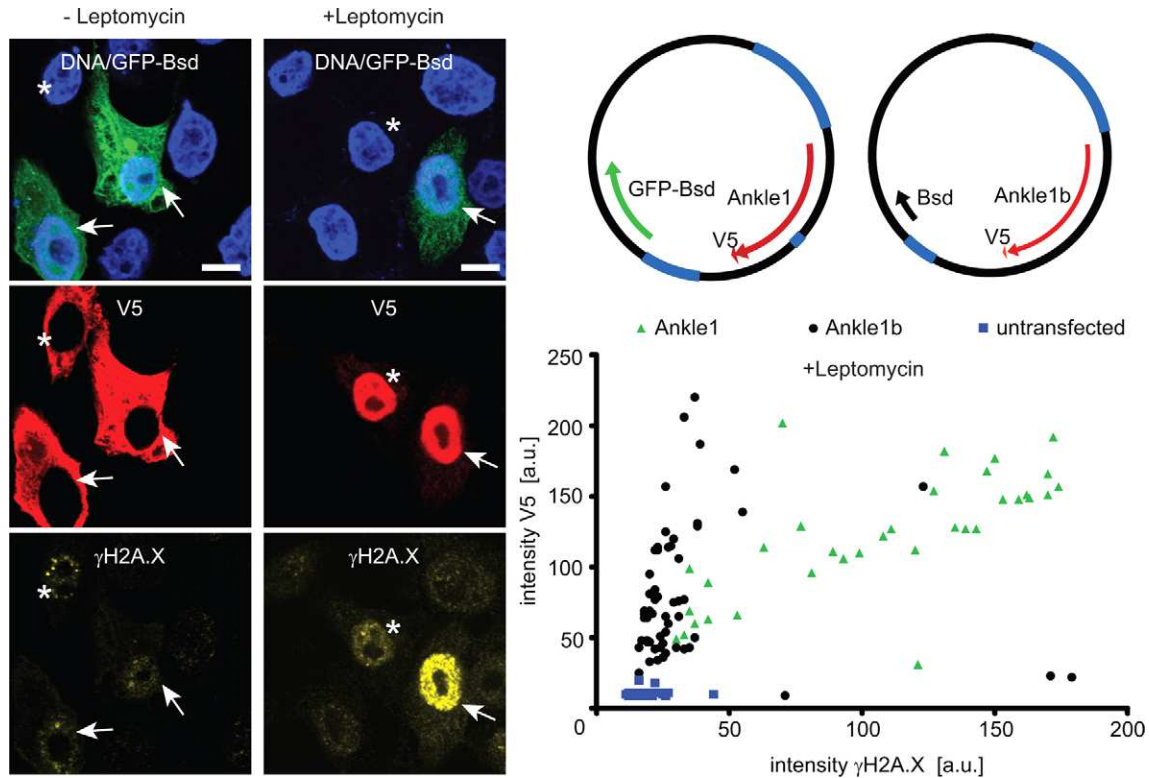 - Leptomycin
+Leptomycin
DNA/GFP-Bsd
*
DNA/GFP-Bsd
*
V5
*
V5
*
γH2A.X
*
γH2A.X
*
GFP-Bsd
Ankle1
V5
Bsd
Ankle1b
V5
Ankle1
Ankle1b
untransfected
+Leptomycin
intensity V5 [a.u.]
250
200
150
100
50
0
0
50
100
150
200
intensity γH2A.X [a.u.]